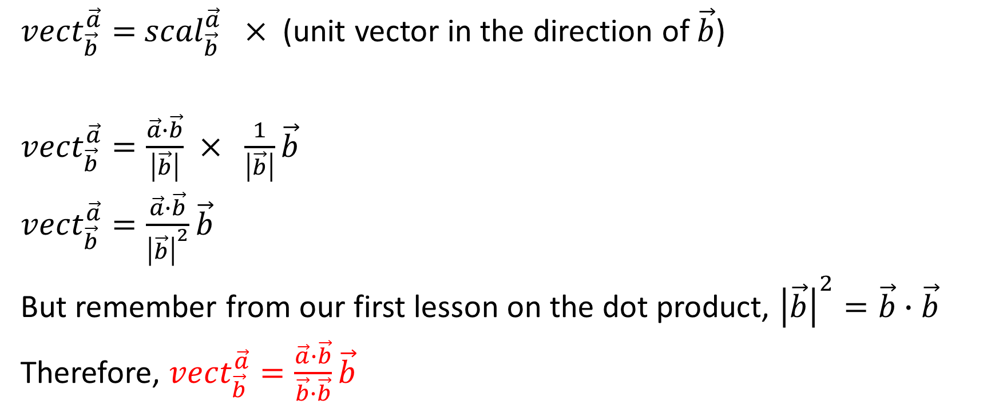 $vect_{\vec{b}}^{\vec{a}} = scal_{\vec{b}}^{\vec{a}} \times$ (unit vector in the direction of $\vec{b}$)
$vect_{\vec{b}}^{\vec{a}} = \frac{\vec{a} \cdot \vec{b}}{|\vec{b}|} \times \frac{1}{|\vec{b}|} \vec{b}$
$vect_{\vec{b}}^{\vec{a}} = \frac{\vec{a} \cdot \vec{b}}{|\vec{b}|^2} \vec{b}$
But remember from our first lesson on the dot product, $|\vec{b}|^2 = \vec{b} \cdot \vec{b}$
Therefore, $vect_{\vec{b}}^{\vec{a}} = \frac{\vec{a} \cdot \vec{b}}{\vec{b} \cdot \vec{b}} \vec{b}$